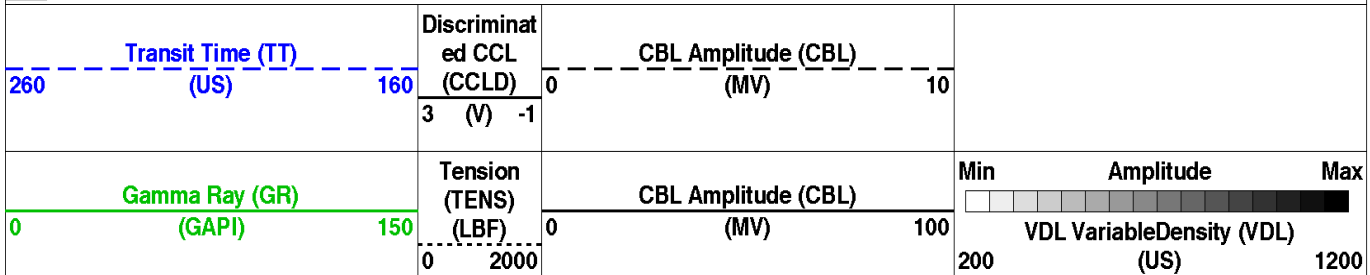 Transit Time (TT)
260 (US) 160
Discriminat
ed CCL
(CCLD)
3 (V) -1
CBL Amplitude (CBL)
0 (MV) 10
Gamma Ray (GR)
0 (GAPI) 150
Tension
(TENS)
(LBF)
0 2000
CBL Amplitude (CBL)
0 (MV) 100
Min Amplitude Max
VDL VariableDensity (VDL)
200 (US) 1200